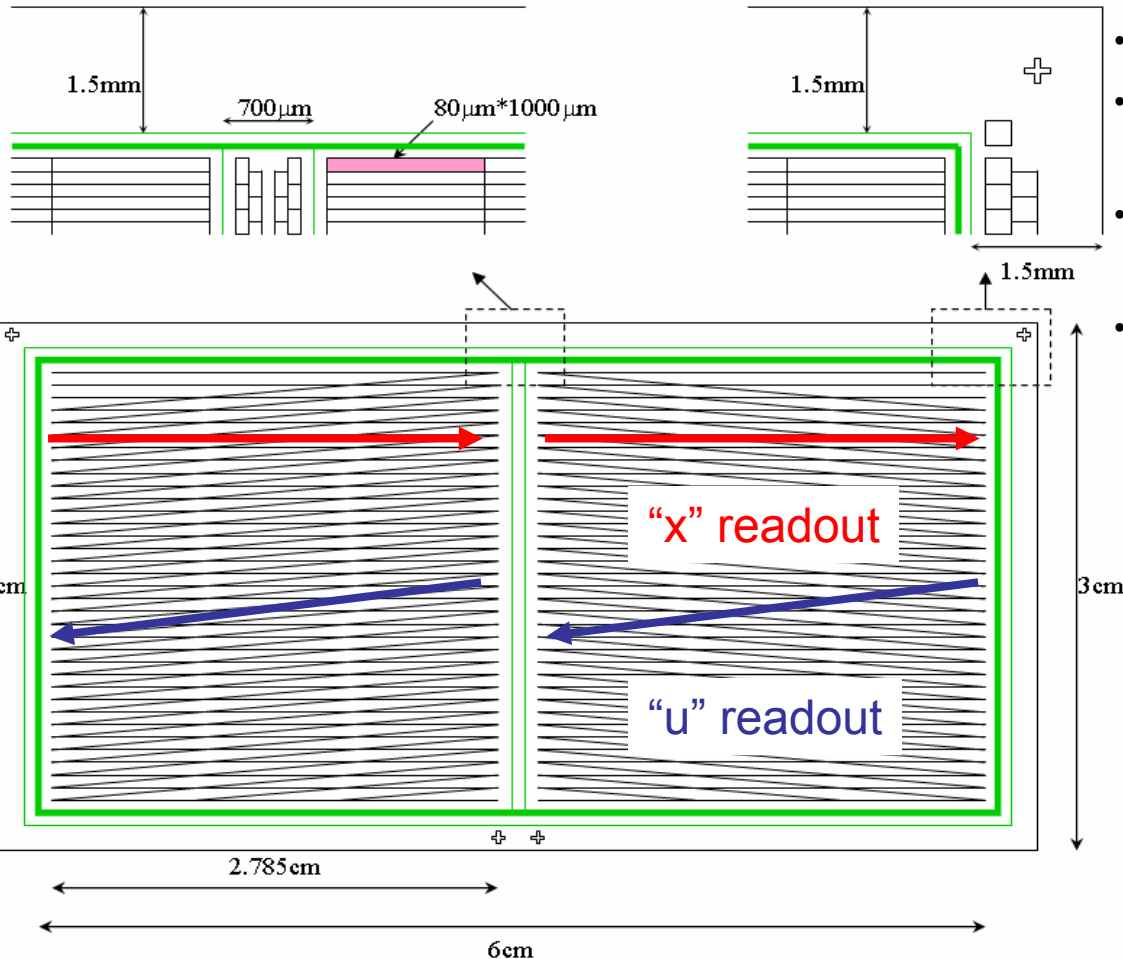 1.5mm
700μm
80μm*1000μm
1.5mm
1.5mm
"x" readout
cm
3cm
"u" readout
2.785cm
6cm